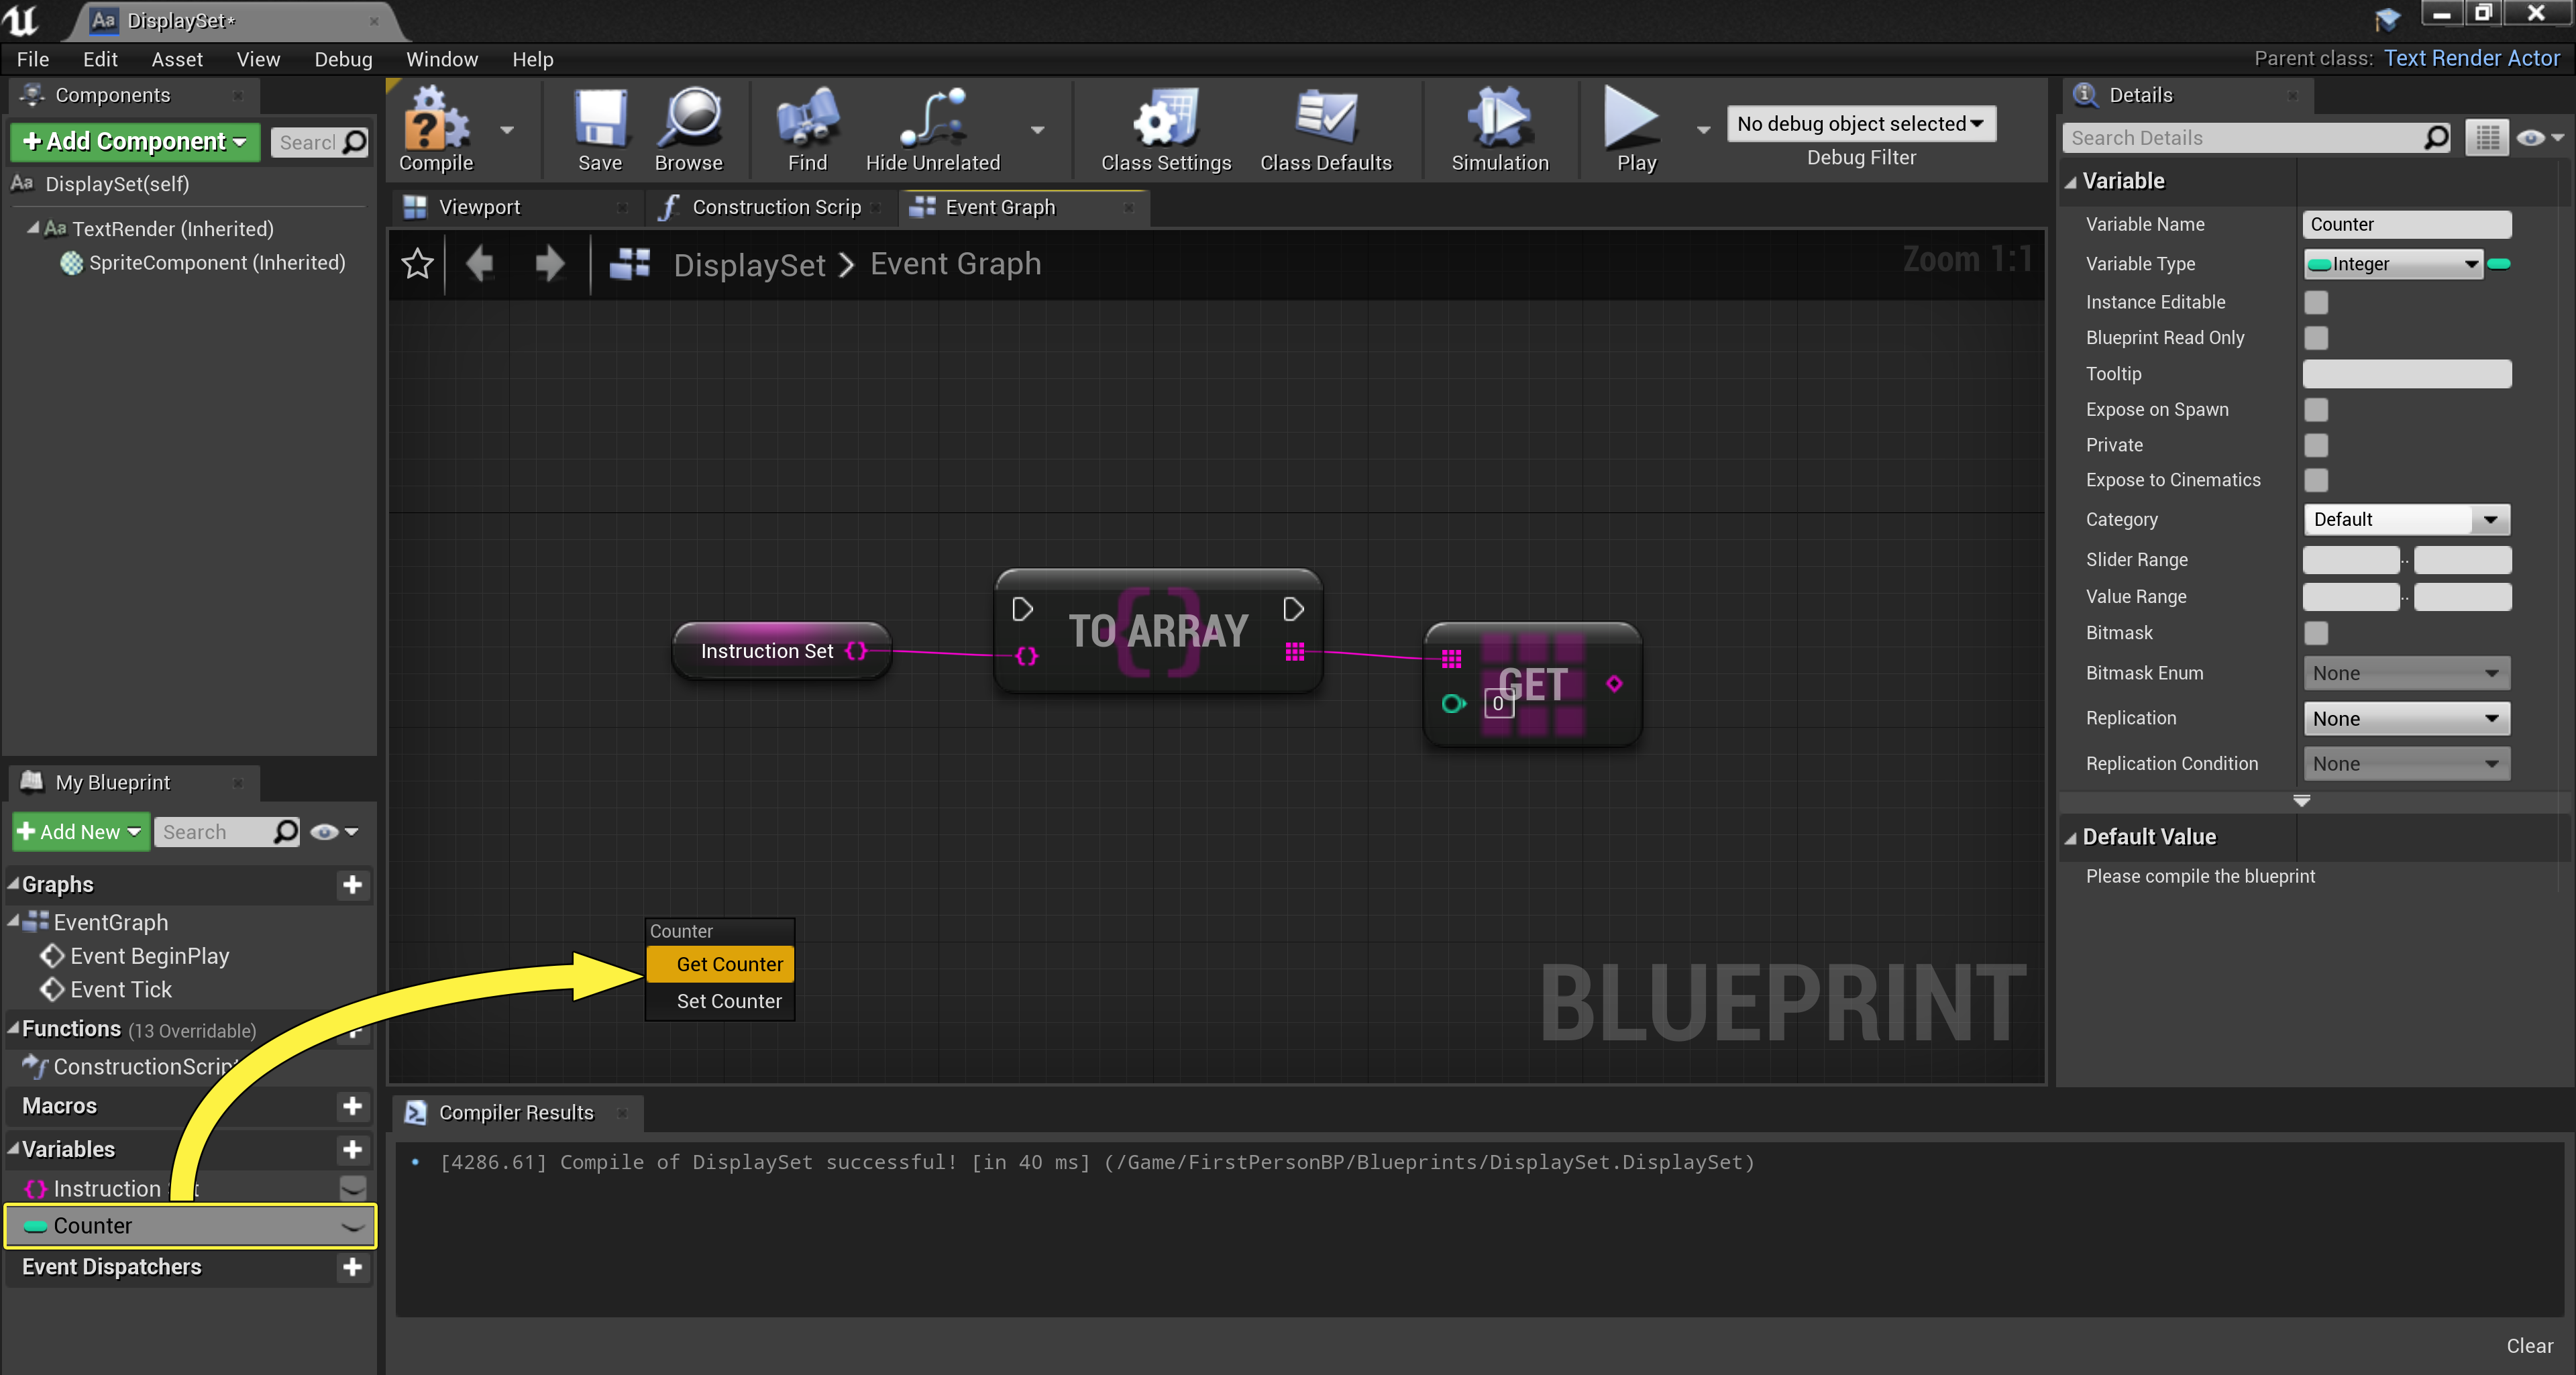 DisplaySet*
File Edit Asset View Debug Window Help
Parent class: Text Render Actor
Components
+ Add Component
Searcl
DisplaySet(self)
TextRender (Inherited)
SpriteComponent (Inherited)
Compile
Save
Browse
Find
Hide Unrelated
Class Settings
Class Defaults
Simulation
Play
No debug object selected
Debug Filter
Viewport
Construction Scrip
Event Graph
DisplaySet > Event Graph
Zoom 1:1
Instruction Set
TO ARRAY
GET
0
Counter
Get Counter
Set Counter
BLUEPRINT
My Blueprint
+ Add New
Search
Graphs
EventGraph
Event BeginPlay
Event Tick
Functions (13 Overridable)
ConstructionScript
Macros
Variables
Instruction
Counter
Event Dispatchers
Compiler Results
[4286.61] Compile of DisplaySet successful! [in 40 ms] (/Game/FirstPersonBP/Blueprints/DisplaySet.DisplaySet)
Clear
Details
Search Details
Variable
Variable Name Counter
Variable Type Integer
Instance Editable
Blueprint Read Only
Tooltip
Expose on Spawn
Private
Expose to Cinematics
Category Default
Slider Range
Value Range
Bitmask
Bitmask Enum None
Replication None
Replication Condition None
Default Value
Please compile the blueprint